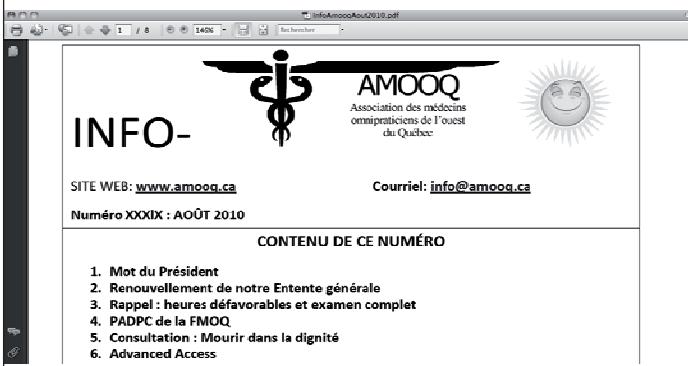 InfoAmooqAout2010.pdf
1 / 8 146% Rechercher
INFO-
AMOOQ
Association des médecins
omnipraticiens de l'ouest
du Québec
SITE WEB: www.amooq.ca Courriel: info@amooq.ca
Numéro XXXIX : AOÛT 2010
CONTENU DE CE NUMÉRO
1. Mot du Président
2. Renouvellement de notre Entente générale
3. Rappel : heures défavorables et examen complet
4. PADPC de la FMOQ
5. Consultation : Mourir dans la dignité
6. Advanced Access